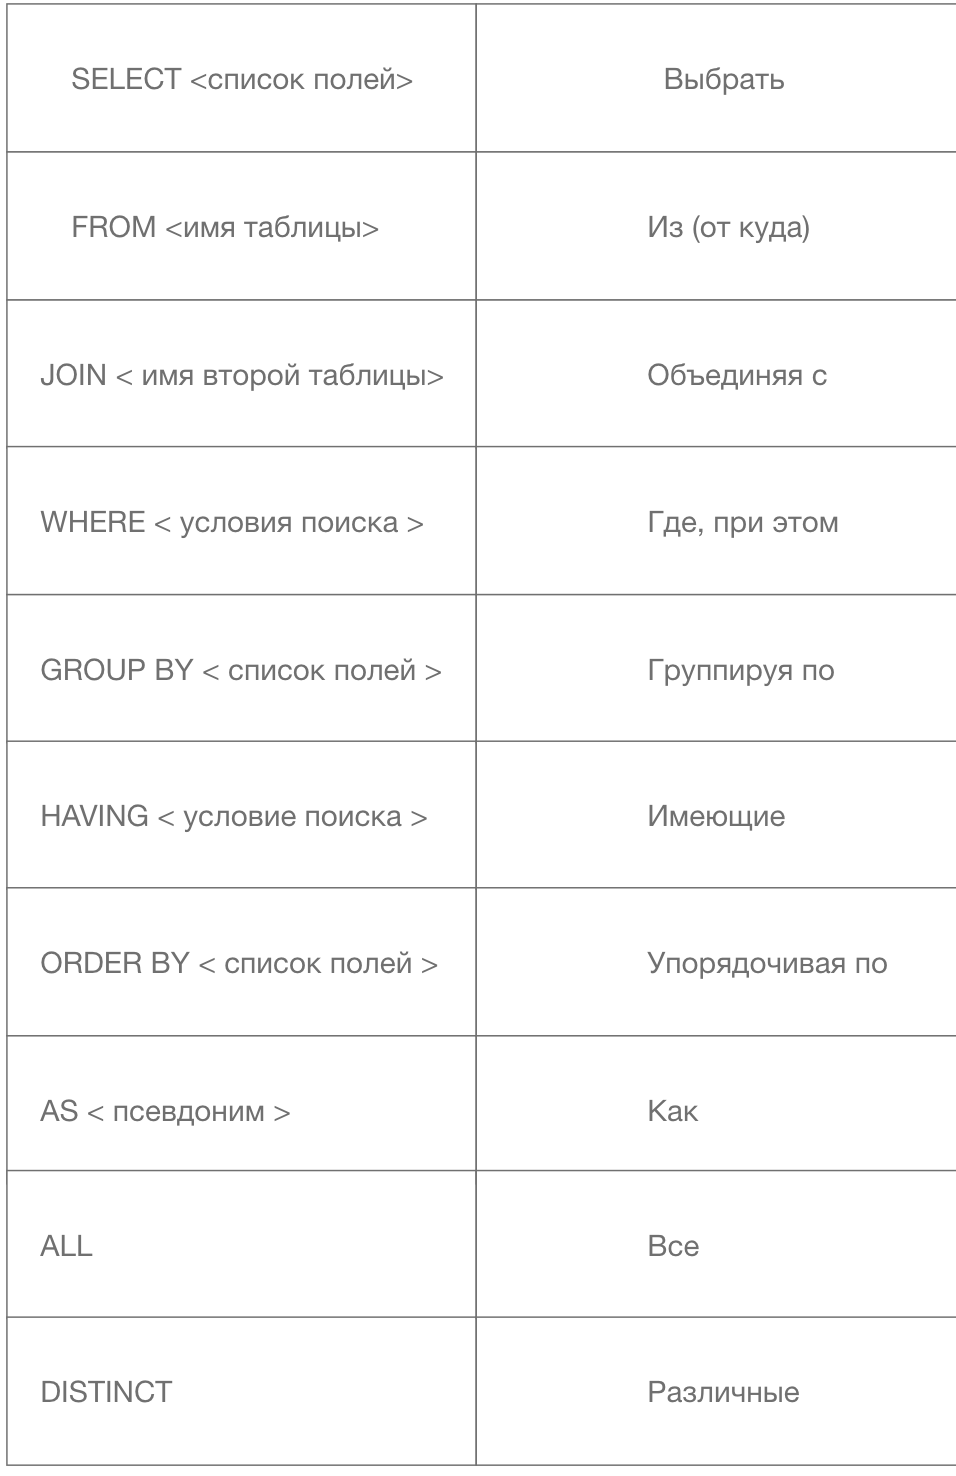 SELECT <список полей>
Выбрать
FROM <имя таблицы>
Из (от куда)
JOIN < имя второй таблицы>
Объединяя с
WHERE < условия поиска >
Где, при этом
GROUP BY < список полей >
Группируя по
HAVING < условие поиска >
Имеющие
ORDER BY < список полей >
Упорядочивая по
AS < псевдоним >
Как
ALL
Все
DISTINCT
Различные